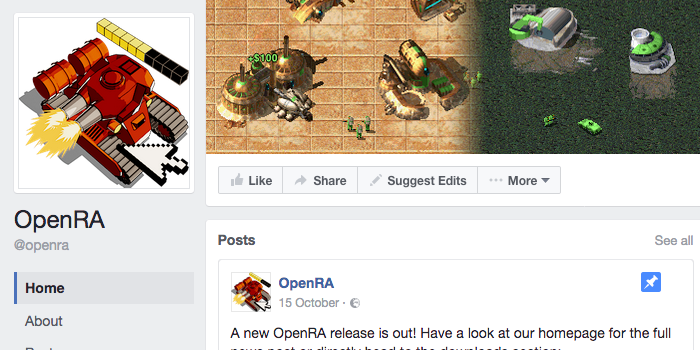 +$100
Like
Share
Suggest Edits
More
OpenRA
@openra
Home
About
Posts
See all
OpenRA
15 October ·
A new OpenRA release is out! Have a look at our homepage for the full